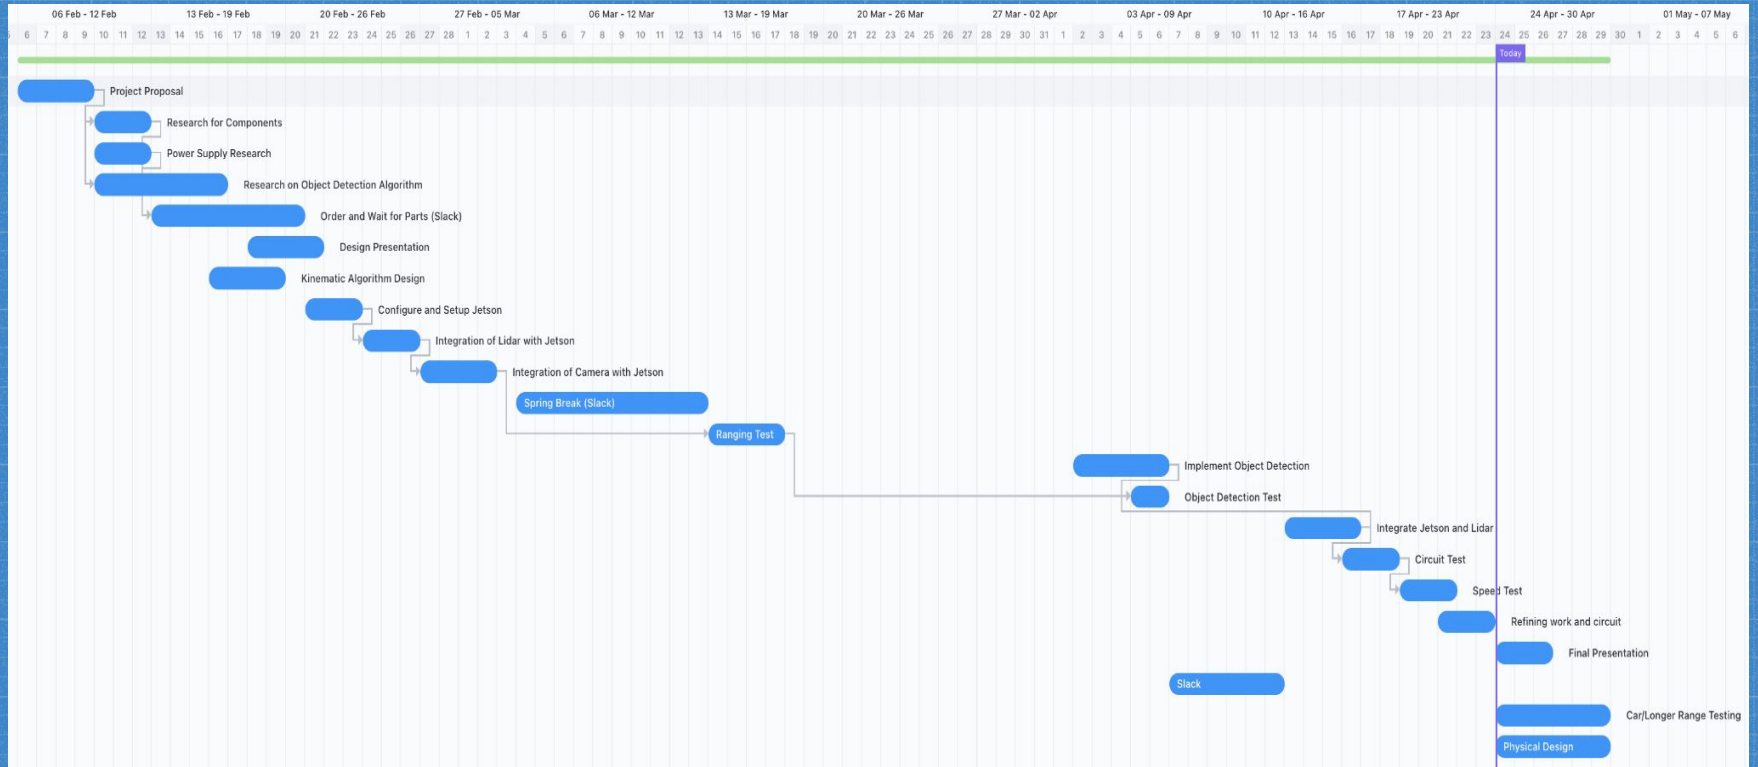 06 Feb - 12 Feb 13 Feb - 19 Feb 20 Feb - 26 Feb 27 Feb - 05 Mar 06 Mar - 12 Mar 13 Mar - 19 Mar 20 Mar - 26 Mar 27 Mar - 02 Apr 03 Apr - 09 Apr 10 Apr - 16 Apr 17 Apr - 23 Apr 24 Apr - 30 Apr 01 May - 07 May
6 7 8 9 10 11 12 13 14 15 16 17 18 19 20 21 22 23 24 25 26 27 28 1 2 3 4 5 6 7 8 9 10 11 12 13 14 15 16 17 18 19 20 21 22 23 24 25 26 27 28 29 30 31 1 2 3 4 5 6 7 8 9 10 11 12 13 14 15 16 17 18 19 20 21 22 23 24 25 26 27 28 29 30 1 2 3 4 5 6
Today
Project Proposal
Research for Components
Power Supply Research
Research on Object Detection Algorithm
Order and Wait for Parts (Slack)
Design Presentation
Kinematic Algorithm Design
Configure and Setup Jetson
Integration of Lidar with Jetson
Integration of Camera with Jetson
Spring Break (Slack)
Ranging Test
Implement Object Detection
Object Detection Test
Integrate Jetson and Lidar
Circuit Test
Speed Test
Refining work and circuit
Final Presentation
Slack
Car/Longer Range Testing
Physical Design